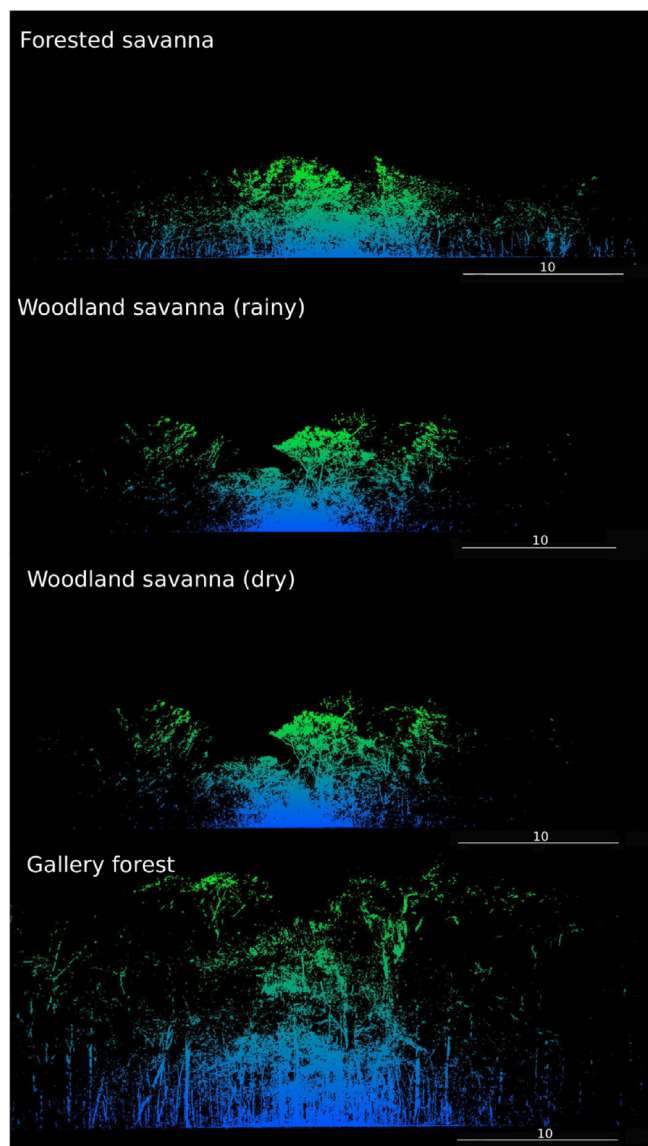 Forested savanna
10
Woodland savanna (rainy)
10
Woodland savanna (dry)
10
Gallery forest
10